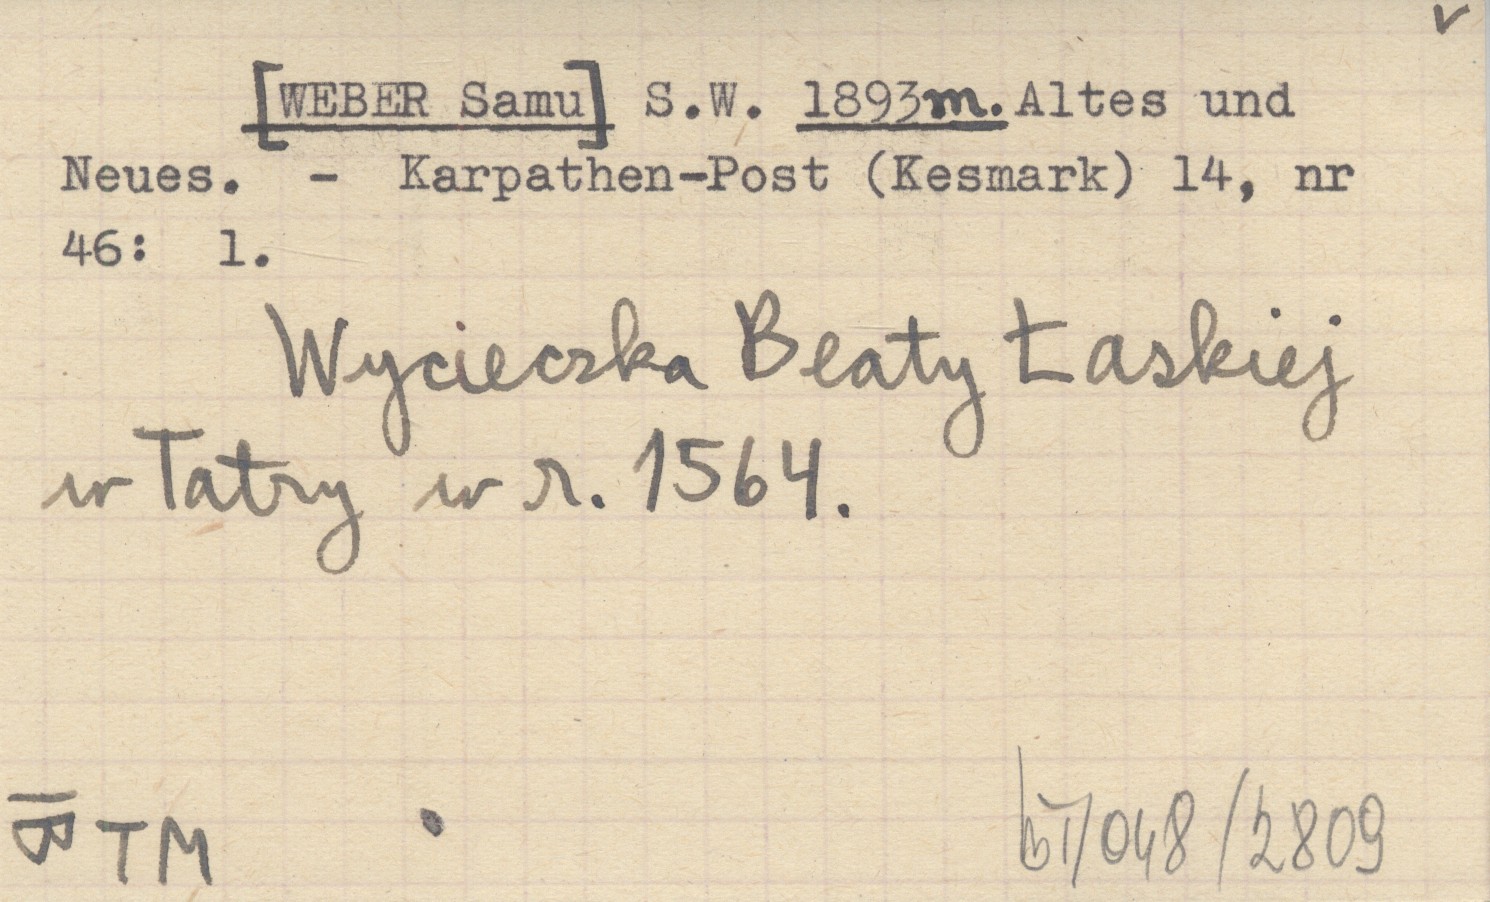 [WEBER Samu] S.W. 1893m. Altes und
Neues. - Karpathen-Post (Kesmark) 14, nr
46: 1.
Wycieczka Beaty Łaskiej
w Tatry w r. 1564.
TM
/048/2809